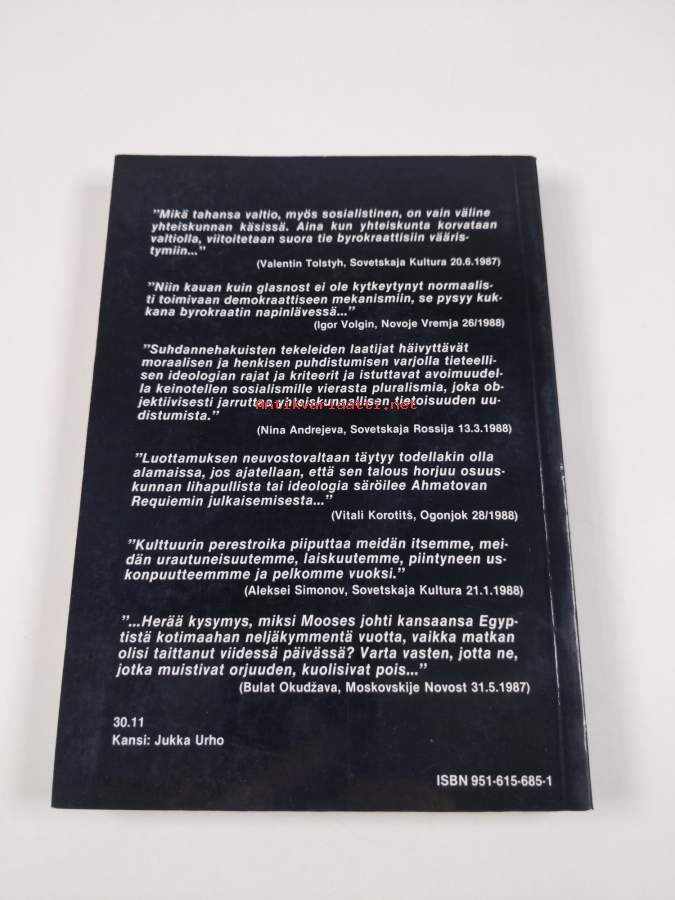 "Mikä tahansa valtio, myös sosialistinen, on vain väline
yhteiskunnan käsissä. Aina kun yhteiskunta korvataan
valtiolla, viitoitetaan suora tie byrokraattisiin vääris-
tymiin..."
(Valentin Tolstyh, Sovetskaja Kultura 20.6.1987)
"Niin kauan kuin glasnost ei ole kytkeytynyt normaalis-
ti toimivaan demokraattiseen mekanismiin, se pysyy kuk-
kana byrokraatin napinlävessä..."
(Igor Volgin, Novoje Vremja 26/1988)
"Suhdannehakuisten tekeleiden laatijat häivyttävät
moraalisen ja henkisen puhdistumisen varjolla tieteelli-
sen ideologian rajat ja kriteerit ja istuttavat avoimuudel-
la keinotellen sosialismille vierasta pluralismia, joka ob-
jektiivisesti jarruttaa yhteiskunnallisen tietoisuuden uu-
distumista."
Antikvariaatti.net
(Nina Andrejeva, Sovetskaja Rossija 13.3.1988)
"Luottamuksen neuvostovaltaan täytyy todellakin olla
alamaissa, jos ajatellaan, että sen talous horjuu osuus-
kunnan lihapullista tai ideologia säröilee Ahmatovan
Requiemin julkaisemisesta..."
(Vitali Korotitš, Ogonjok 28/1988)
"Kulttuurin perestroika piiputtaa meidän itsemme, mei-
dän urautuneisuutemme, laiskuutemme, piintyneen us-
konpuutteemmme ja pelkomme vuoksi."
(Aleksei Simonov, Sovetskaja Kultura 21.1.1988)
"...Herää kysymys, miksi Mooses johti kansaansa Egyp-
tistä kotimaahan neljäkymmentä vuotta, vaikka matkan
olisi taittanut viidessä päivässä? Varta vasten, jotta ne,
jotka muistivat orjuuden, kuolisivat pois..."
(Bulat Okudžava, Moskovskije Novost 31.5.1987)
30.11
Kansi: Jukka Urho
ISBN 951-615-685-1